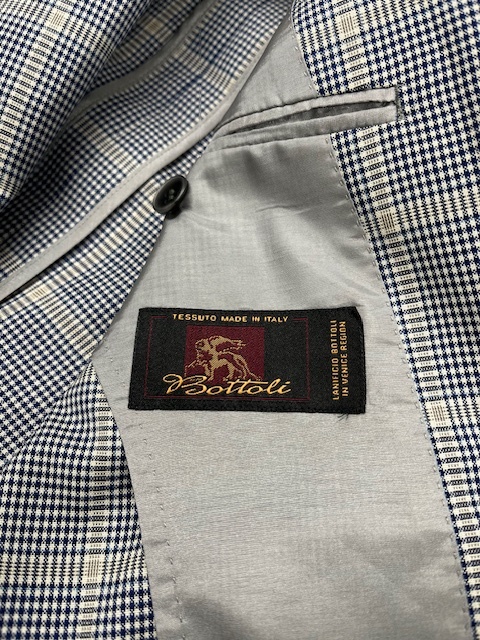 TESSUTO MADE IN ITALY
Bottoli
LANIFICIO BOTTOLI
IN VENICE REGION